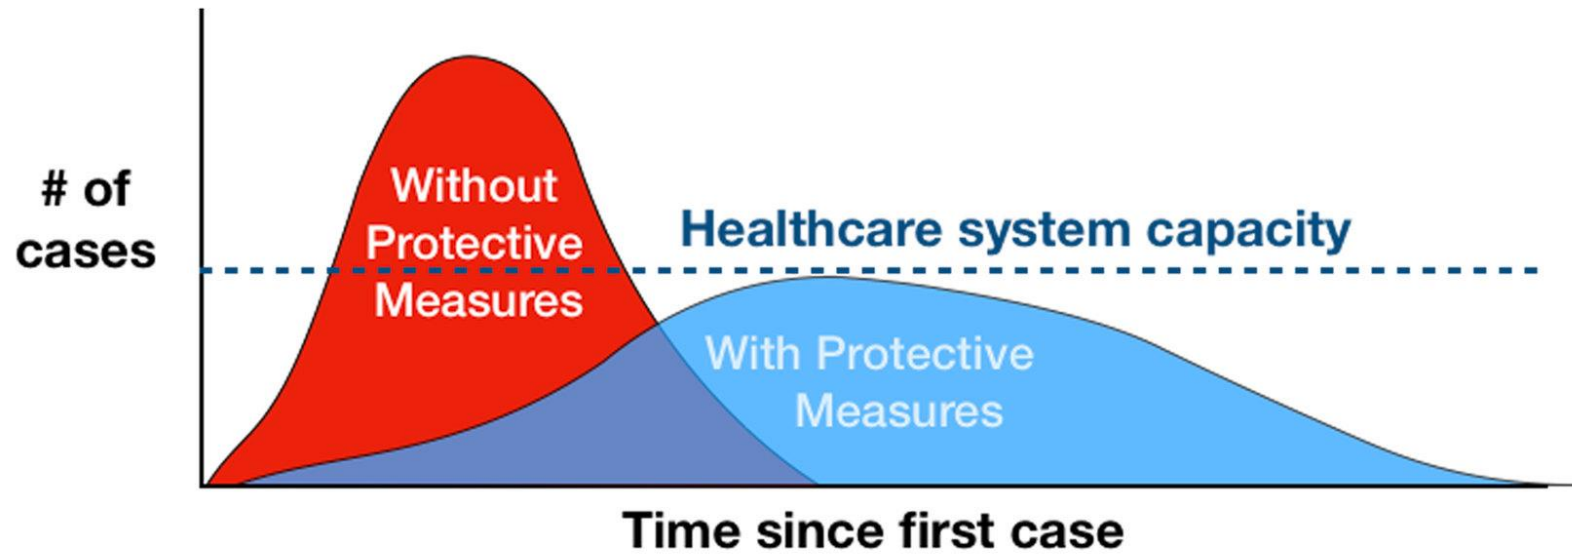 # of
cases
Without
Protective
Measures
Healthcare system capacity
With Protective
Measures
Time since first case